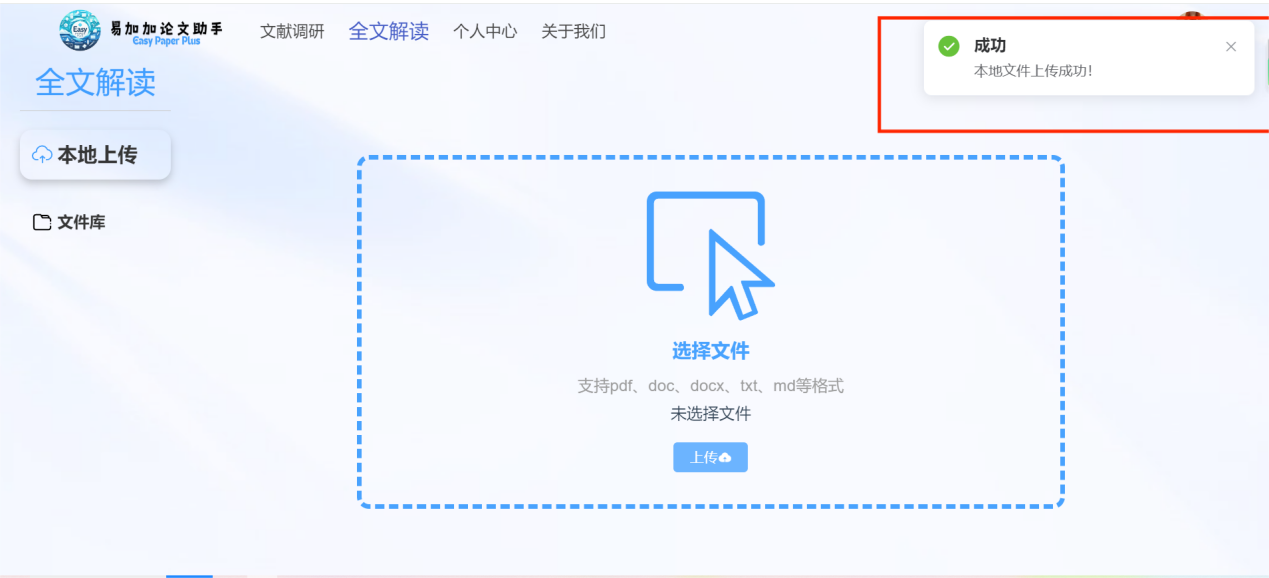 易加加论文助手
Easy Paper Plus
文献调研 全文解读 个人中心 关于我们
成功
本地文件上传成功!
全文解读
本地上传
文件库
选择文件
支持pdf、doc、docx、txt、md等格式
未选择文件
上传